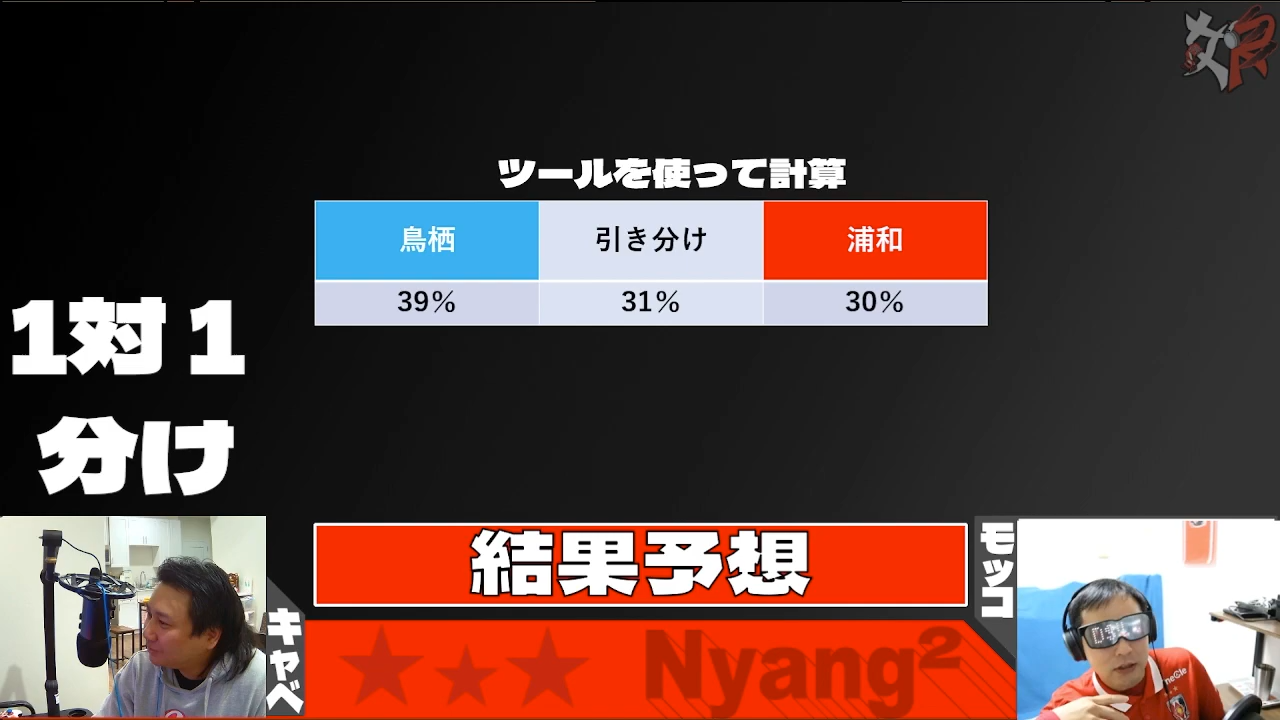 ツールを使って計算
鳥栖 引き分け 浦和
39% 31% 30%
1対1
分け
結果予想
キャベ
モッコ
Nyang²